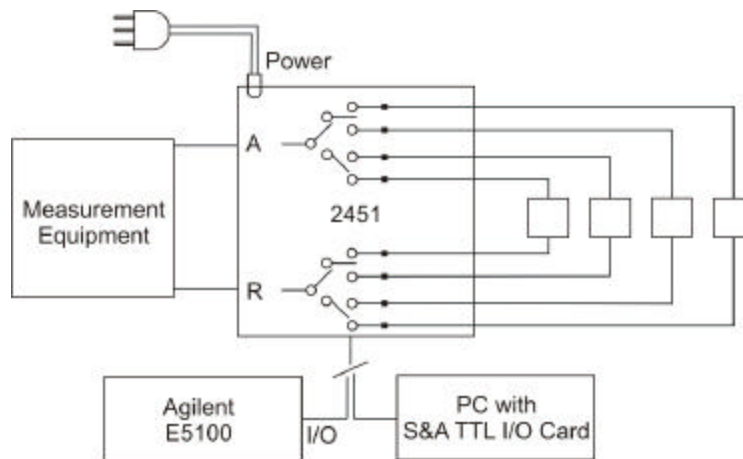 Power
A
Measurement
Equipment
2451
R
Agilent
E5100
I/O
PC with
S&A TTL I/O Card